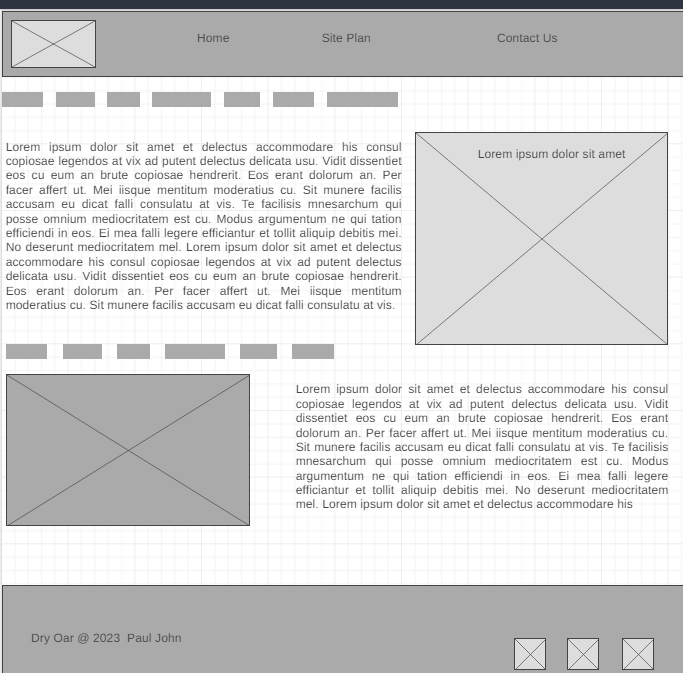 Home Site Plan Contact Us
Lorem ipsum dolor sit amet et delectus accommodare his consul
copiosae legendos at vix ad putent delectus delicata usu. Vidit dissentiet
eos cu eum an brute copiosae hendrerit. Eos erant dolorum an. Per
facer affert ut. Mei iisque mentitum moderatius cu. Sit munere facilis
accusam eu dicat falli consulatu at vis. Te facilisis mnesarchum qui
posse omnium mediocritatem est cu. Modus argumentum ne qui tation
efficiendi in eos. Ei mea falli legere efficiantur et tollit aliquip debitis mei.
No deserunt mediocritatem mel. Lorem ipsum dolor sit amet et delectus
accommodare his consul copiosae legendos at vix ad putent delectus
delicata usu. Vidit dissentiet eos cu eum an brute copiosae hendrerit.
Eos erant dolorum an. Per facer affert ut. Mei iisque mentitum
moderatius cu. Sit munere facilis accusam eu dicat falli consulatu at vis.
Lorem ipsum dolor sit amet
Lorem ipsum dolor sit amet et delectus accommodare his consul
copiosae legendos at vix ad putent delectus delicata usu. Vidit
dissentiet eos cu eum an brute copiosae hendrerit. Eos erant
dolorum an. Per facer affert ut. Mei iisque mentitum moderatius cu.
Sit munere facilis accusam eu dicat falli consulatu at vis. Te facilisis
mnesarchum qui posse omnium mediocritatem est cu. Modus
argumentum ne qui tation efficiendi in eos. Ei mea falli legere
efficiantur et tollit aliquip debitis mei. No deserunt mediocritatem
mel. Lorem ipsum dolor sit amet et delectus accommodare his
Dry Oar @ 2023 Paul John